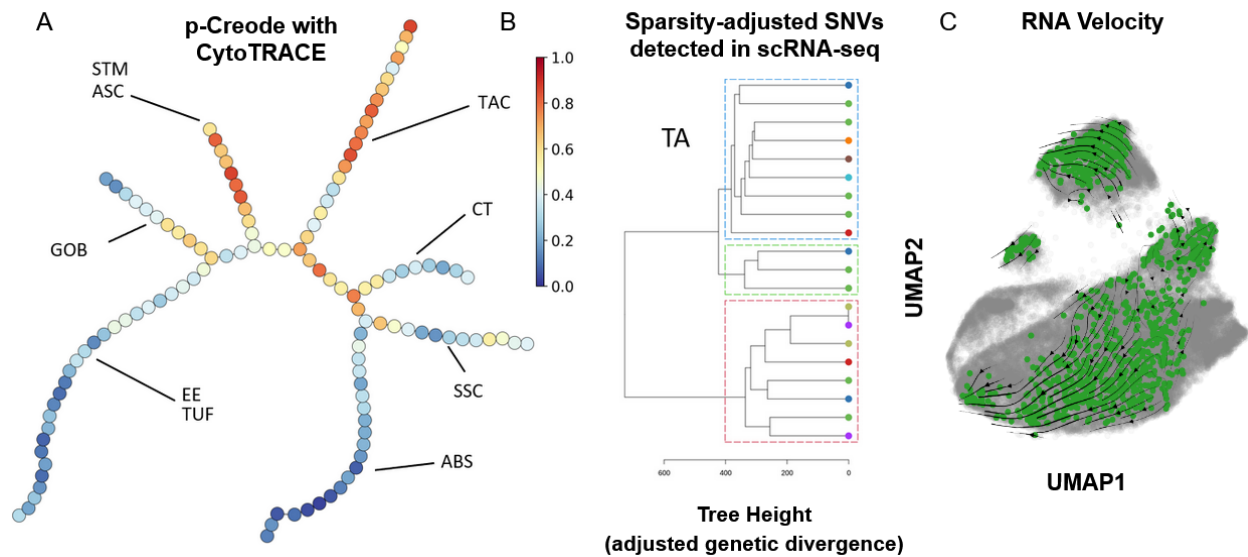 A
p-Creode with
CytoTRACE
STM
ASC
TAC
GOB
CT
EE
TUF
SSC
ABS
1.0
0.8
0.6
0.4
0.2
0.0
B
Sparsity-adjusted SNVs
detected in scRNA-seq
TA
600
400
200
0
Tree Height
(adjusted genetic divergence)
C
RNA Velocity
UMAP2
UMAP1